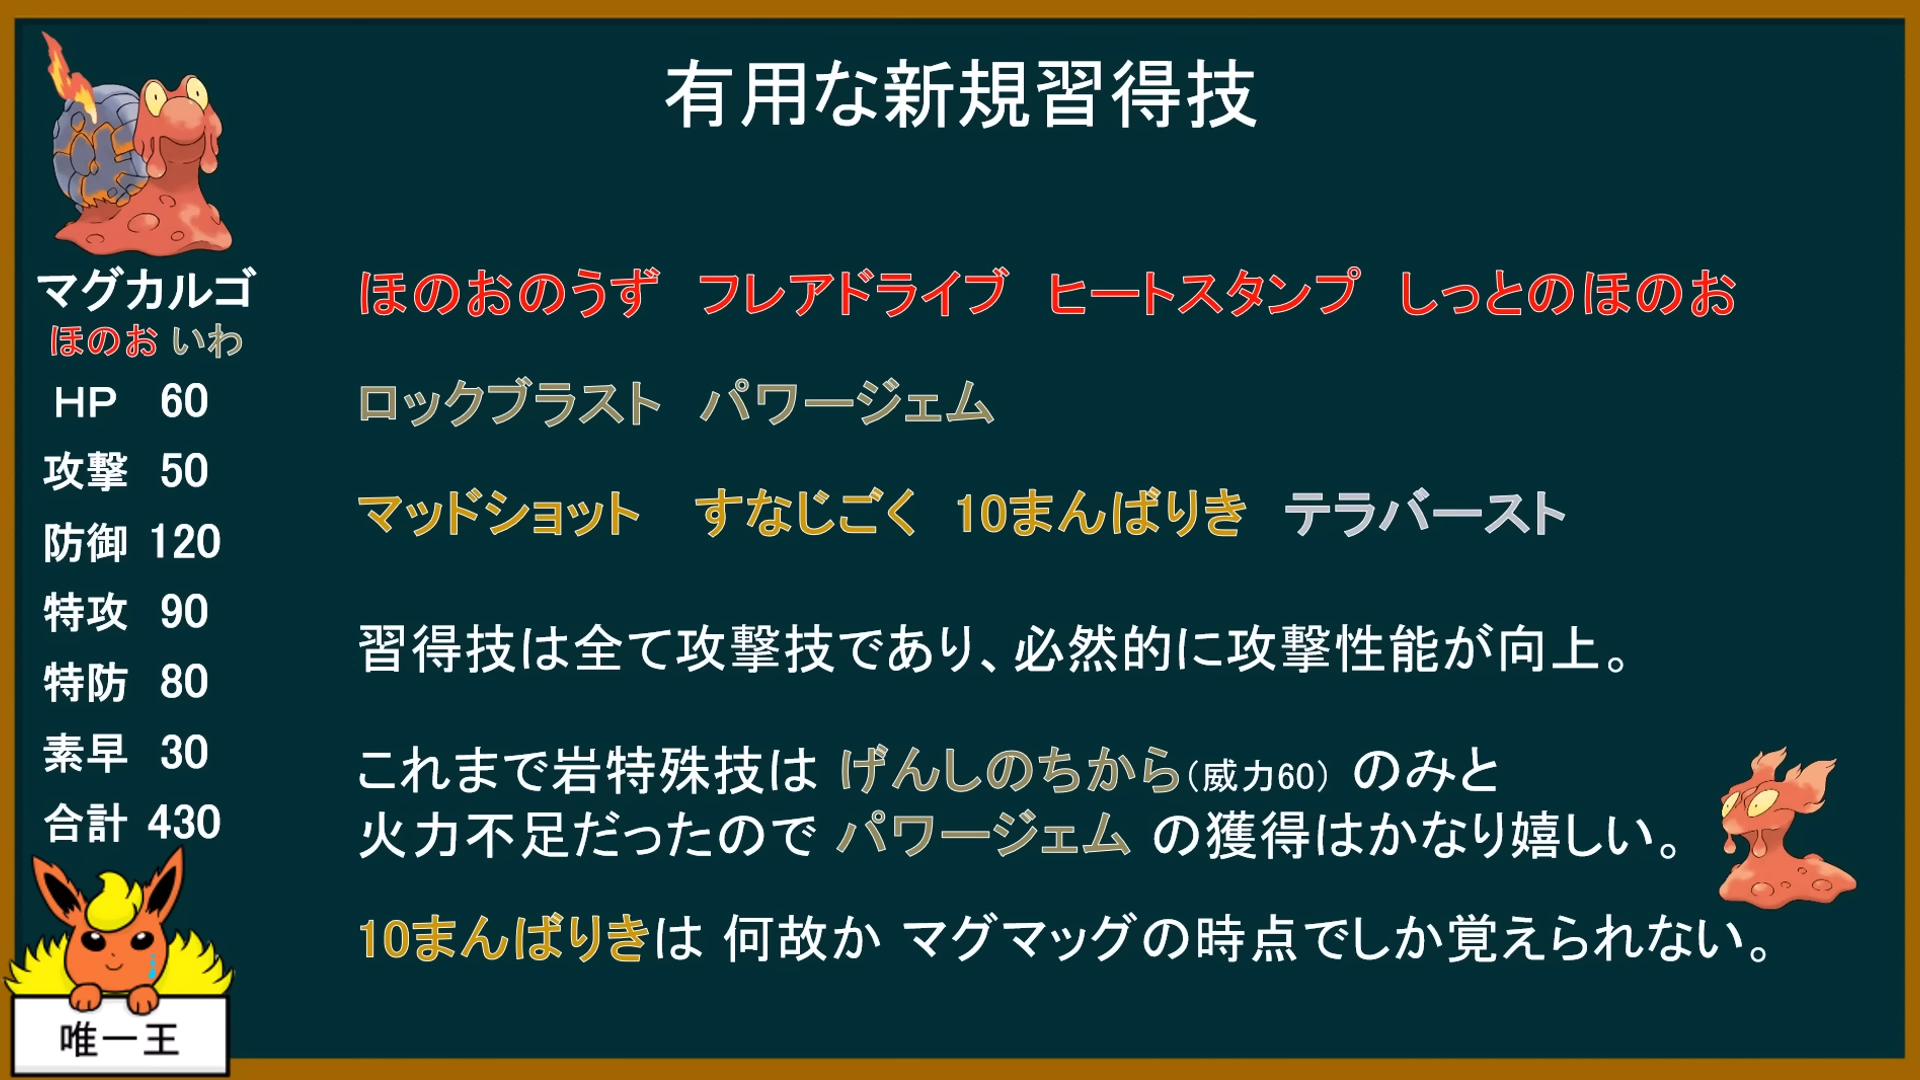 有用な新規習得技
マグカルゴ
ほのお いわ
HP 60
攻撃 50
防御 120
特攻 90
特防 80
素早 30
合計 430
唯一王
ほのおのうず フレアドライブ ヒートスタンプ しっとのほのお
ロックブラスト パワージェム
マッドショット すなじごく 10まんばりき テラバースト
習得技は全て攻撃技であり、必然的に攻撃性能が向上。
これまで岩特殊技は げんしのちから(威力60) のみと
火力不足だったので パワージェム の獲得はかなり嬉しい。
10まんばりきは 何故か マグマッグの時点でしか覚えられない。